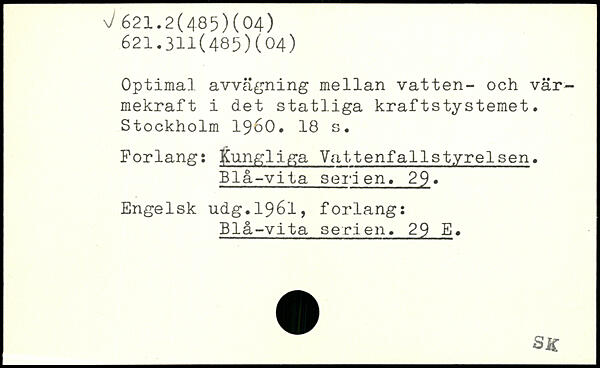 ✓ 621.2(485)(04)
621.311(485)(04)
Optimal avvägning mellan vatten- och vär-
mekraft i det statliga kraftstystemet.
Stockholm 1960. 18 s.
Forlang: Kungliga Vattenfallstyrelsen.
Blå-vita serien. 29.
Engelsk udg.1961, forlang:
Blå-vita serien. 29 E.
SK